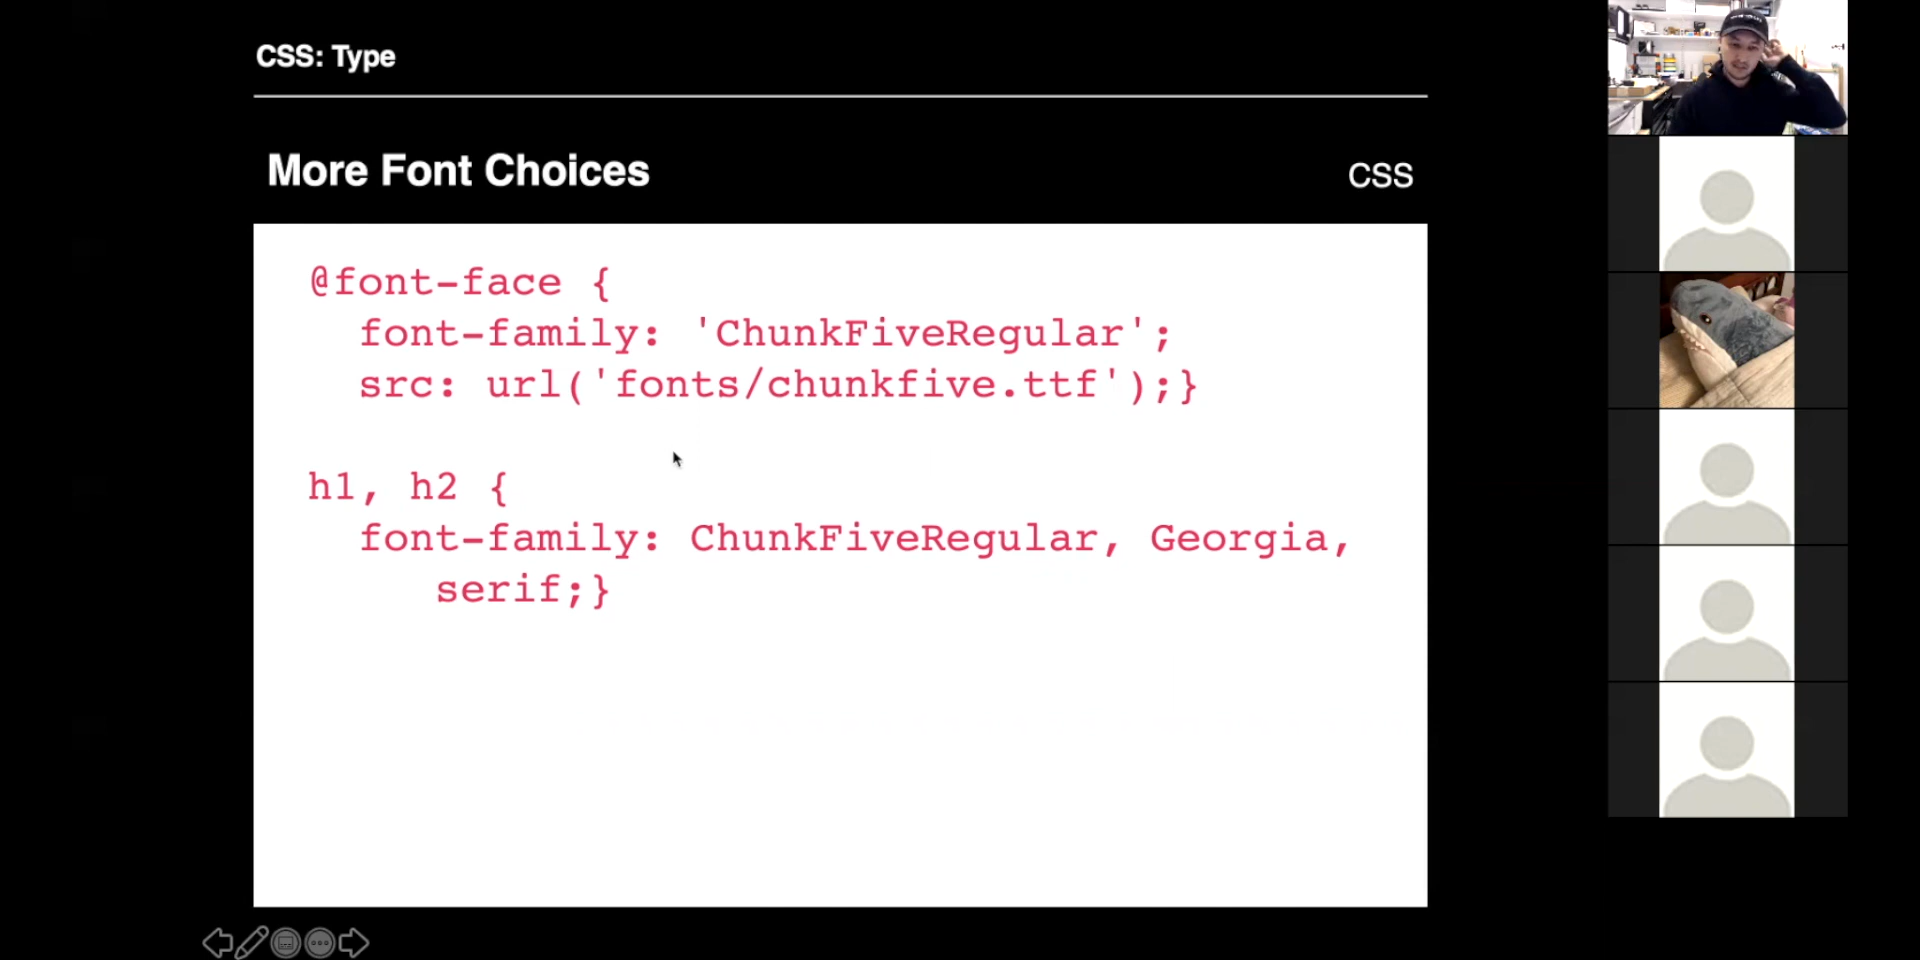 CSS: Type
More Font Choices
CSS
@font-face {
font-family: 'ChunkFiveRegular';
src: url('fonts/chunkfive.ttf');}
h1, h2 {
font-family: ChunkFiveRegular, Georgia,
serif;}